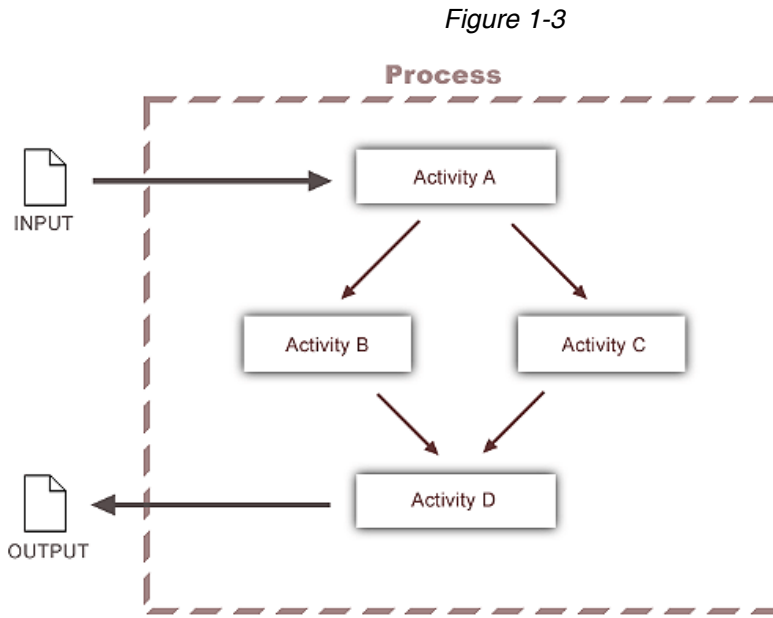 Figure 1-3
Process
Activity A
INPUT
Activity B
Activity C
Activity D
OUTPUT